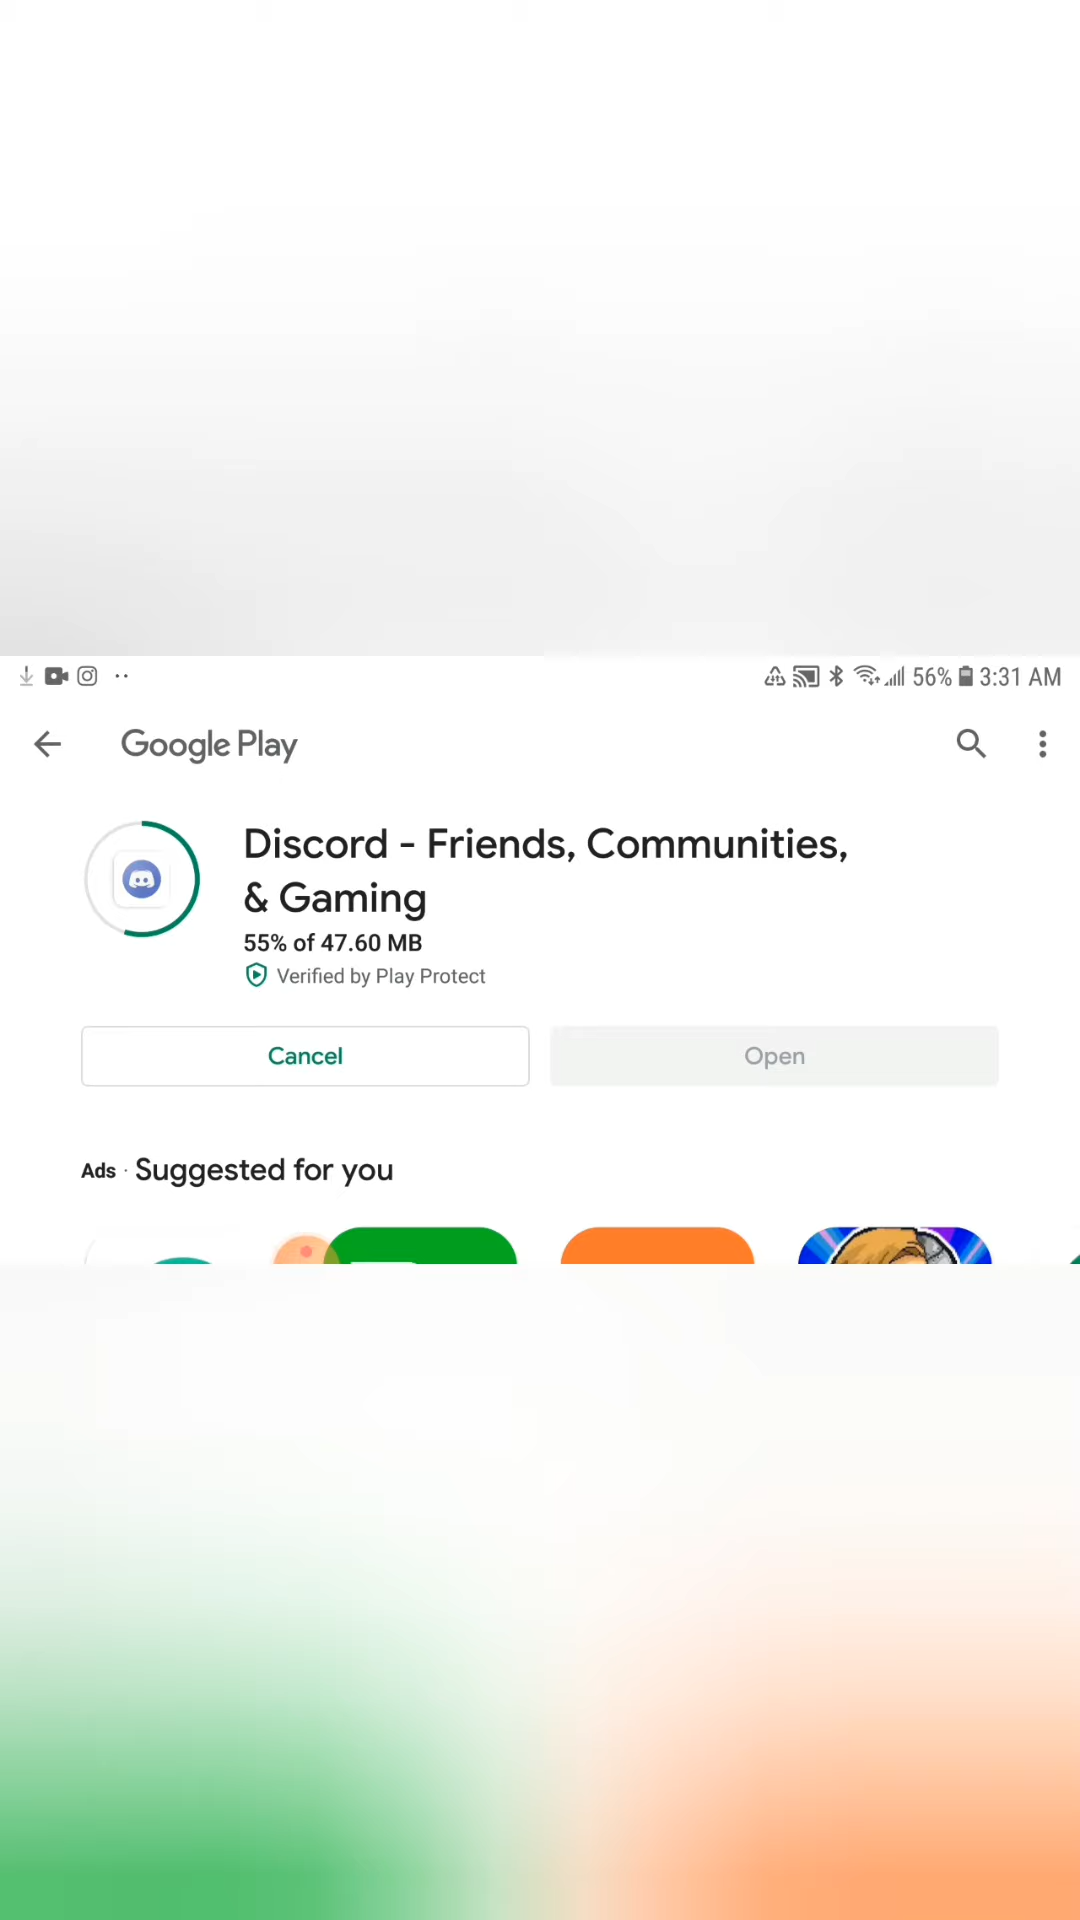 56% 3:31 AM
Google Play
Discord - Friends, Communities,
& Gaming
55% of 47.60 MB
Verified by Play Protect
Cancel
Open
Ads · Suggested for you